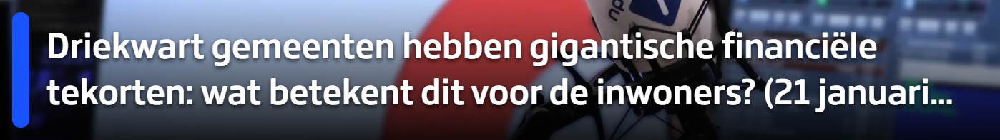 Driekwart gemeenten hebben gigantische financiële
tekorten: wat betekent dit voor de inwoners? (21 januari...